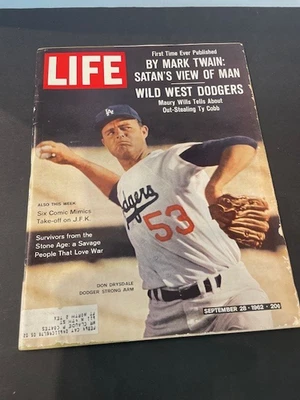 First Time Ever Published
BY MARK TWAIN:
SATAN'S VIEW OF MAN
LIFE
WILD WEST DODGERS
Maury Wills Tells About
Out-Stealing Ty Cobb
LA
ALSO THIS WEEK
Six Comic Mimics
Take-off on J.F.K.
Survivors from the
Stone Age: a Savage
People That Love War
Dodgers
53
DON DRYSDALE
DODGER STRONG ARM
SEPTEMBER 28 · 1962 · 20¢